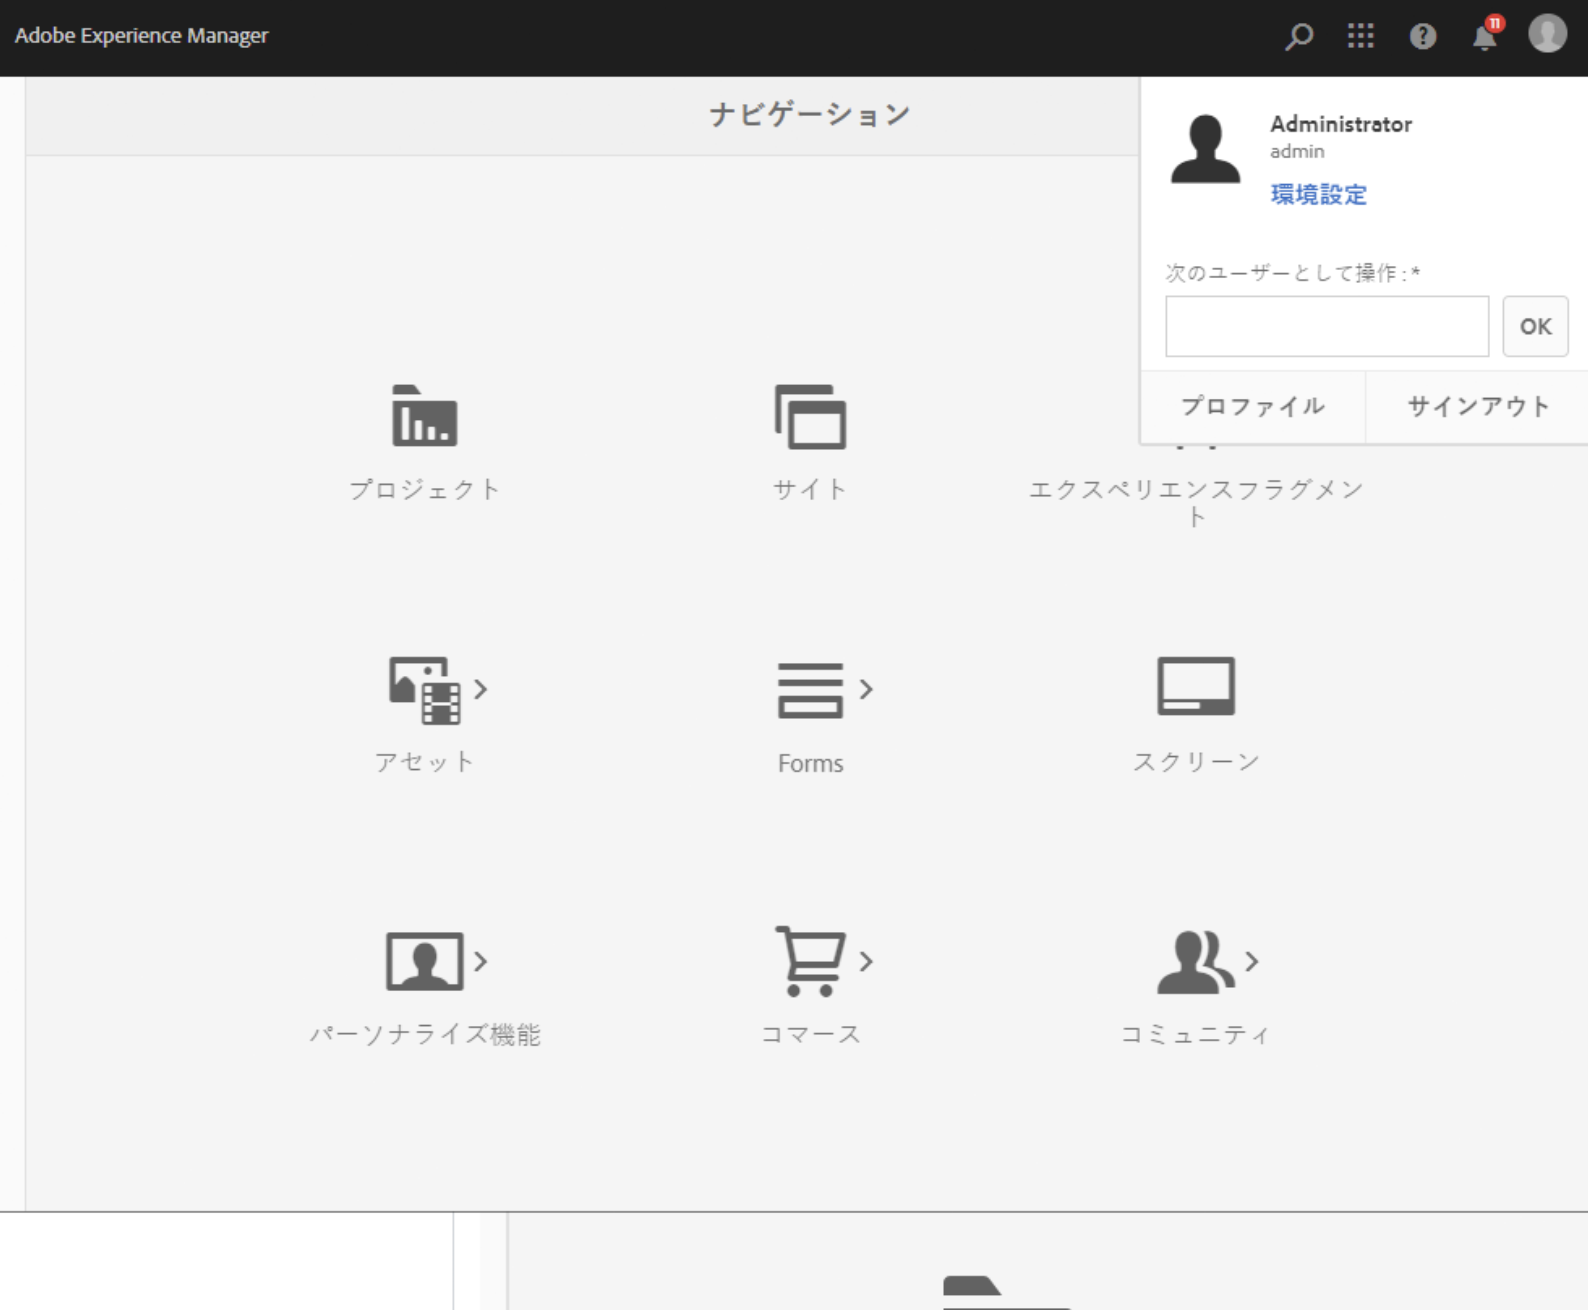 Adobe Experience Manager
11
ナビゲーション
Administrator
admin
環境設定
次のユーザーとして操作:*
OK
プロファイル
サインアウト
プロジェクト
サイト
エクスペリエンスフラグメン
ト
アセット
Forms
スクリーン
パーソナライズ機能
コマース
コミュニティ